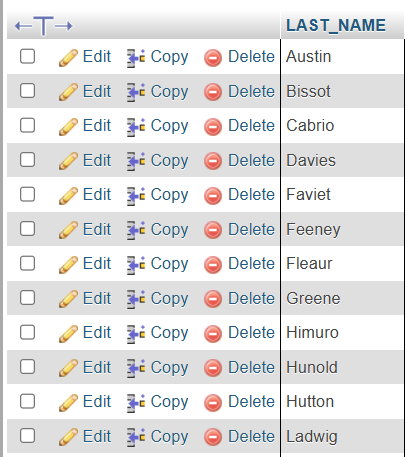 LAST_NAME
Edit Copy Delete Austin
Edit Copy Delete Bissot
Edit Copy Delete Cabrio
Edit Copy Delete Davies
Edit Copy Delete Faviet
Edit Copy Delete Feeney
Edit Copy Delete Fleaur
Edit Copy Delete Greene
Edit Copy Delete Himuro
Edit Copy Delete Hunold
Edit Copy Delete Hutton
Edit Copy Delete Ladwig